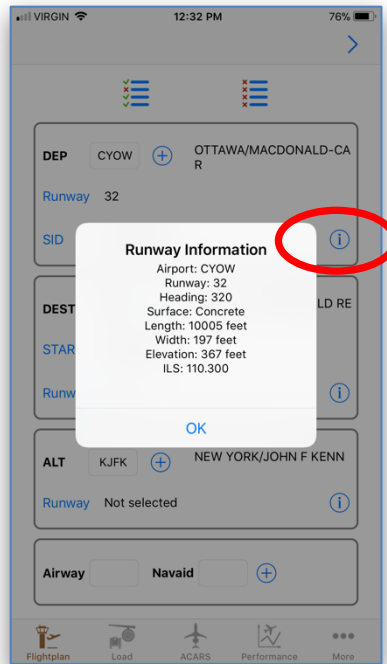 VIRGIN 12:32 PM 76%
DEP CYOW OTTAWA/MACDONALD-CA
R
Runway 32
SID
Runway Information
Airport: CYOW
Runway: 32
Heading: 320
Surface: Concrete
Length: 10005 feet
Width: 197 feet
Elevation: 367 feet
ILS: 110.300
OK
DEST LD RE
STAR
Runw
ALT KJFK NEW YORK/JOHN F KENN
Runway Not selected
Airway Navaid
Flightplan Load ACARS Performance More